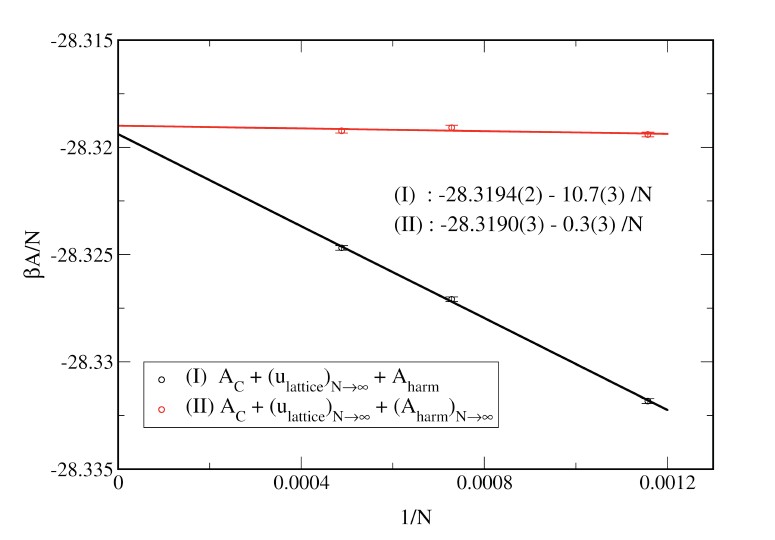 -28.315
-28.32
-28.325
-28.33
-28.335
βA/N
(I) : -28.3194(2) - 10.7(3) /N
(II) : -28.3190(3) - 0.3(3) /N
(I) A_C + (u_lattice)_N→∞ + A_harm
(II) A_C + (u_lattice)_N→∞ + (A_harm)_N→∞
0 0.0004 0.0008 0.0012
1/N